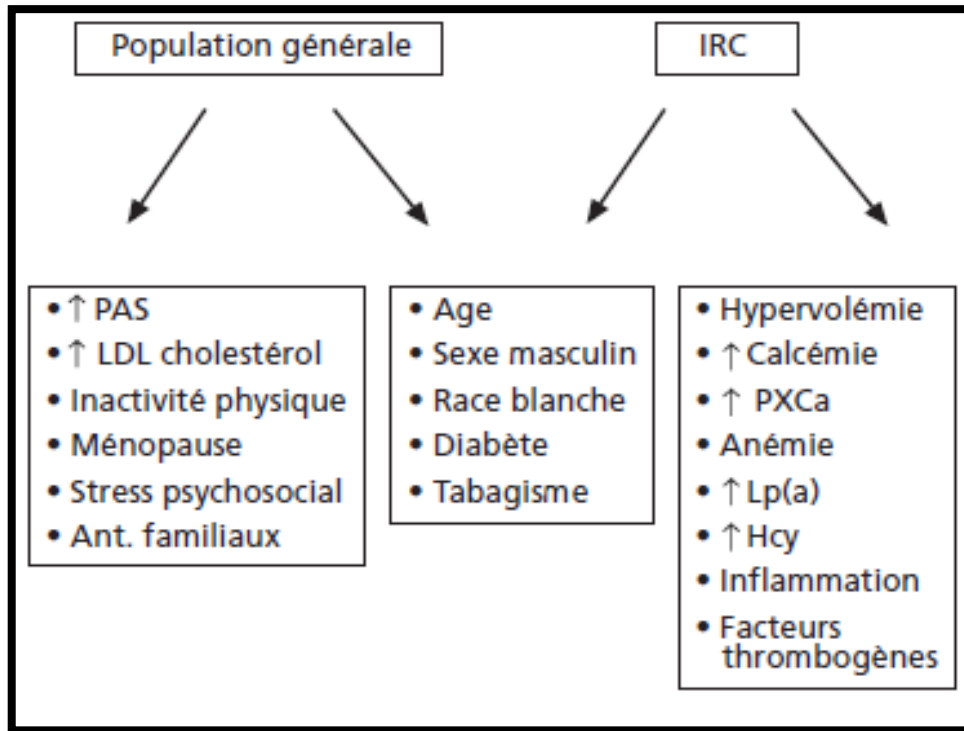 Population générale
IRC
• ↑ PAS
• ↑ LDL cholestérol
• Inactivité physique
• Ménopause
• Stress psychosocial
• Ant. familiaux
• Age
• Sexe masculin
• Race blanche
• Diabète
• Tabagisme
• Hypervolémie
• ↑ Calcémie
• ↑ PXCa
• Anémie
• ↑ Lp(a)
• ↑ Hcy
• Inflammation
• Facteurs
thrombogènes